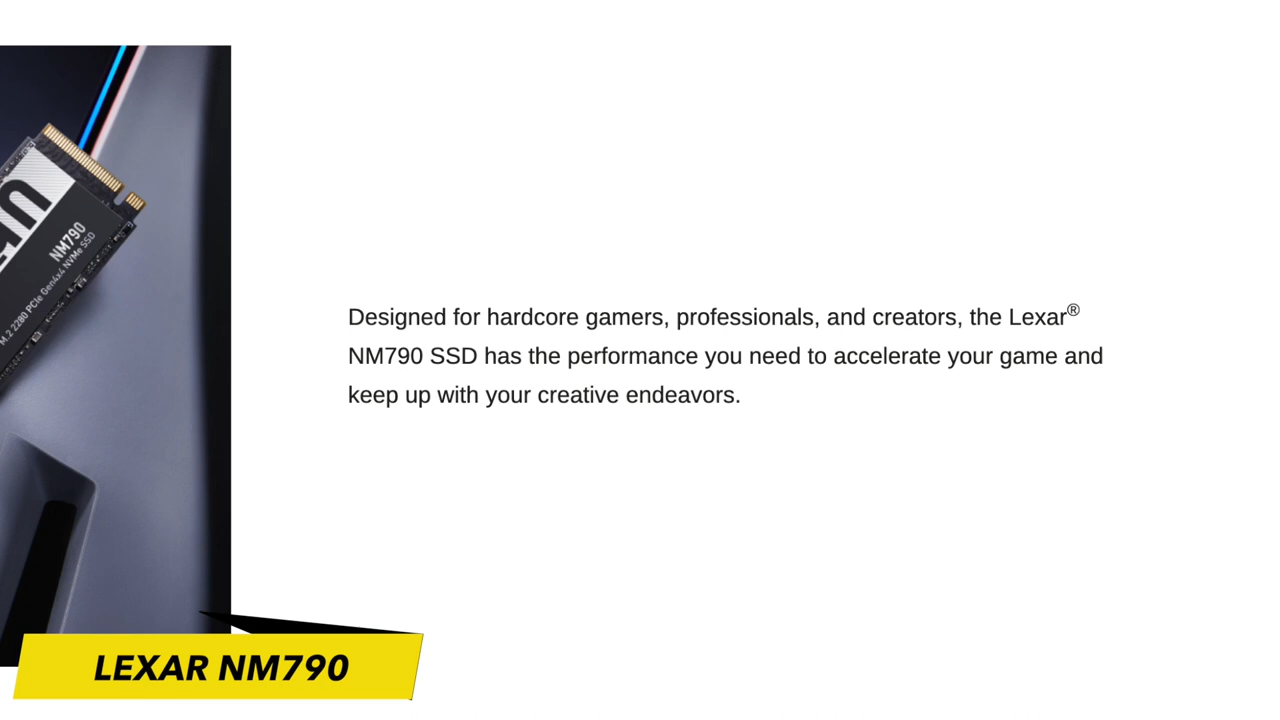 NM790
M.2 2280 PCIe Gen4x4 NVMe SSD
Designed for hardcore gamers, professionals, and creators, the Lexar®
NM790 SSD has the performance you need to accelerate your game and
keep up with your creative endeavors.
LEXAR NM790